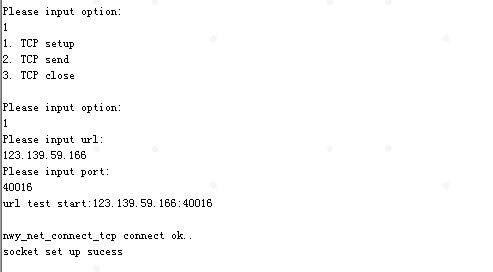 Please input option:
1
1. TCP setup
2. TCP send
3. TCP close
Please input option:
1
Please input url:
123.139.59.166
Please input port:
40016
url test start:123.139.59.166:40016
nwy_net_connect_tcp connect ok..
socket set up sucess